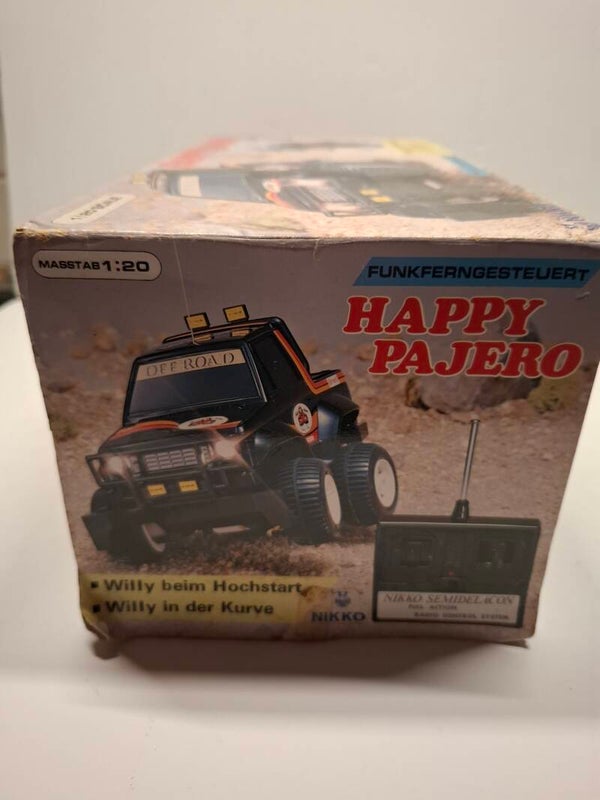 MASSTAB 1:20
FUNKFERNGESTEUERT
HAPPY
PAJERO
OFF ROAD
Willy beim Hochstart
Willy in der Kurve
NIKKO
NIKKO SEMIDELICON
FULL ACTION
RADIO CONTROL SYSTEM